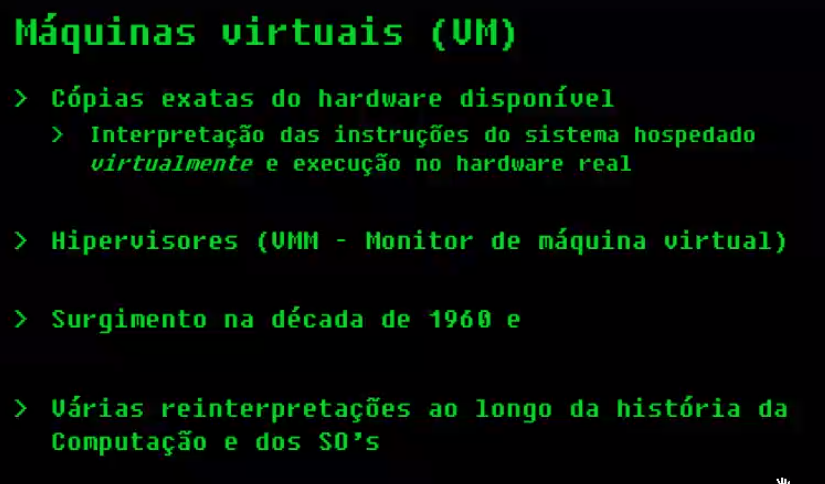 Máquinas virtuais (VM)
> Cópias exatas do hardware disponível
> Interpretação das instruções do sistema hospedado
virtualmente e execução no hardware real
> Hipervisores (VMM - Monitor de máquina virtual)
> Surgimento na década de 1960 e
> Várias reinterpretações ao longo da história da
Computação e dos SO's